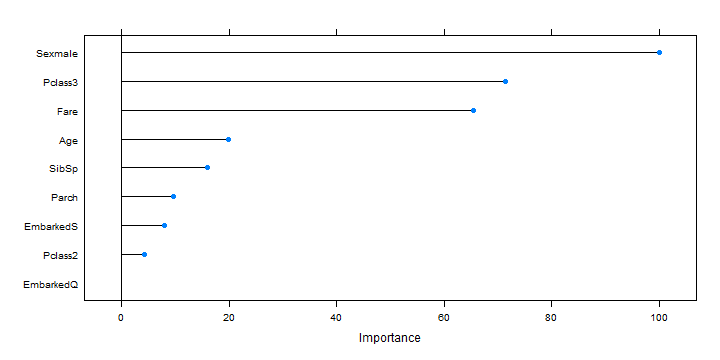 Sexmale
Pclass3
Fare
Age
SibSp
Parch
EmbarkedS
Pclass2
EmbarkedQ
0 20 40 60 80 100
Importance